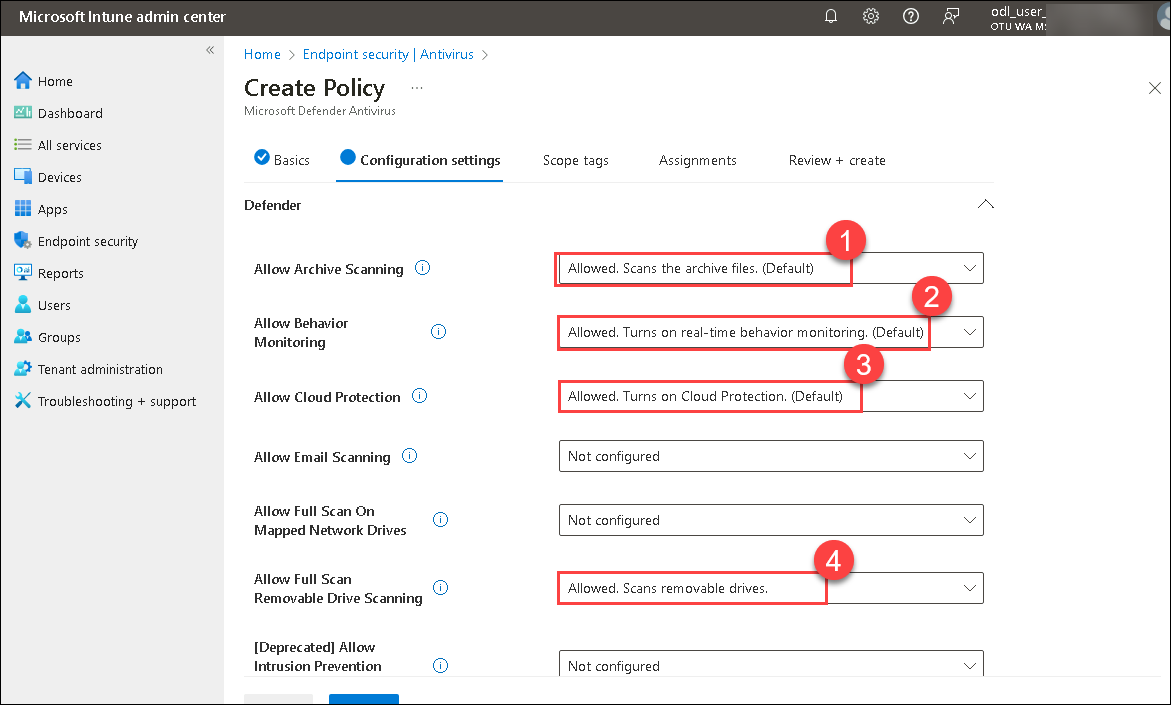 Microsoft Intune admin center
odl_user_
OTU WA M
«
Home > Endpoint security | Antivirus >
Create Policy ...
Microsoft Defender Antivirus
Home
Dashboard
All services
Devices
Apps
Endpoint security
Reports
Users
Groups
Tenant administration
Troubleshooting + support
Basics Configuration settings Scope tags Assignments Review + create
Defender
1
Allow Archive Scanning Allowed. Scans the archive files. (Default)
2
Allow Behavior
Monitoring Allowed. Turns on real-time behavior monitoring. (Default)
3
Allow Cloud Protection Allowed. Turns on Cloud Protection. (Default)
Allow Email Scanning Not configured
Allow Full Scan On
Mapped Network Drives Not configured
4
Allow Full Scan
Removable Drive Scanning Allowed. Scans removable drives.
[Deprecated] Allow
Intrusion Prevention Not configured